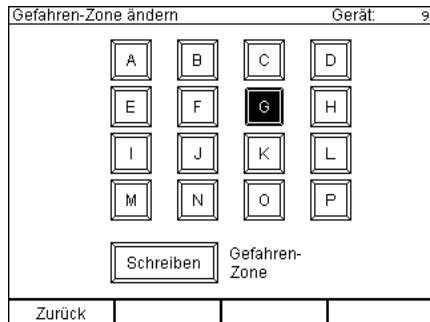 Gefahren-Zone ändern Gerät: 9
A B C D
E F G H
I J K L
M N O P
Schreiben Gefahren-
Zone
Zurück